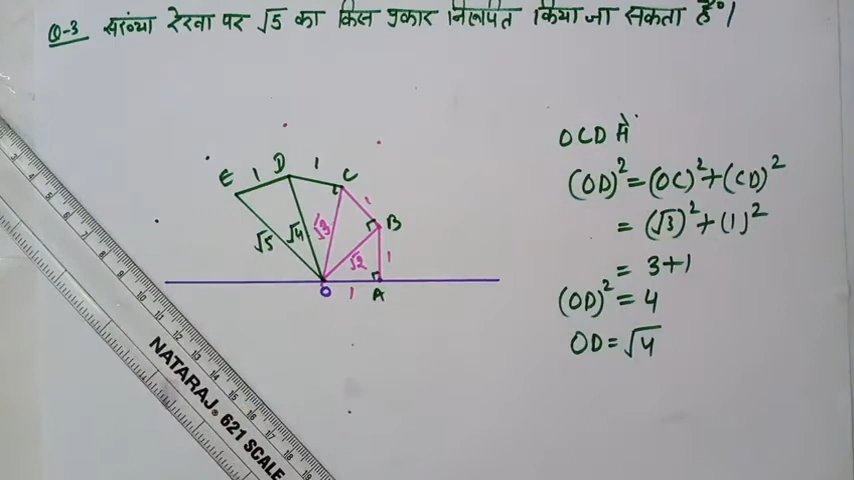 Q-3 संख्या रेखा पर √5 का किस प्रकार निरूपित किया जा सकता है।
E 1 D 1 C
1
B
√5 √4 √3 √2 1
O 1 A
OCD में
(OD)² = (OC)² + (CD)²
= (√3)² + (1)²
= 3+1
(OD)² = 4
OD = √4
NATARAJ 621 SCALE